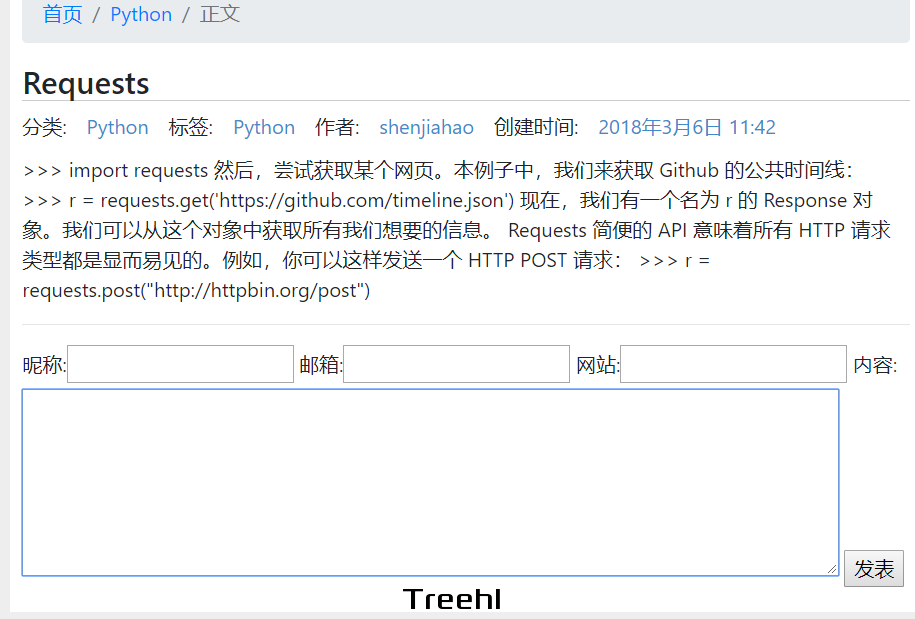 首页 / Python / 正文
Requests
分类: Python 标签: Python 作者: shenjiahao 创建时间: 2018年3月6日 11:42
>>> import requests 然后，尝试获取某个网页。本例子中，我们来获取 Github 的公共时间线：
>>> r = requests.get('https://github.com/timeline.json') 现在，我们有一个名为 r 的 Response 对
象。我们可以从这个对象中获取所有我们想要的信息。 Requests 简便的 API 意味着所有 HTTP 请求
类型都是显而易见的。例如，你可以这样发送一个 HTTP POST 请求： >>> r =
requests.post("http://httpbin.org/post")
昵称: 邮箱: 网站: 内容:
发表
Treehl